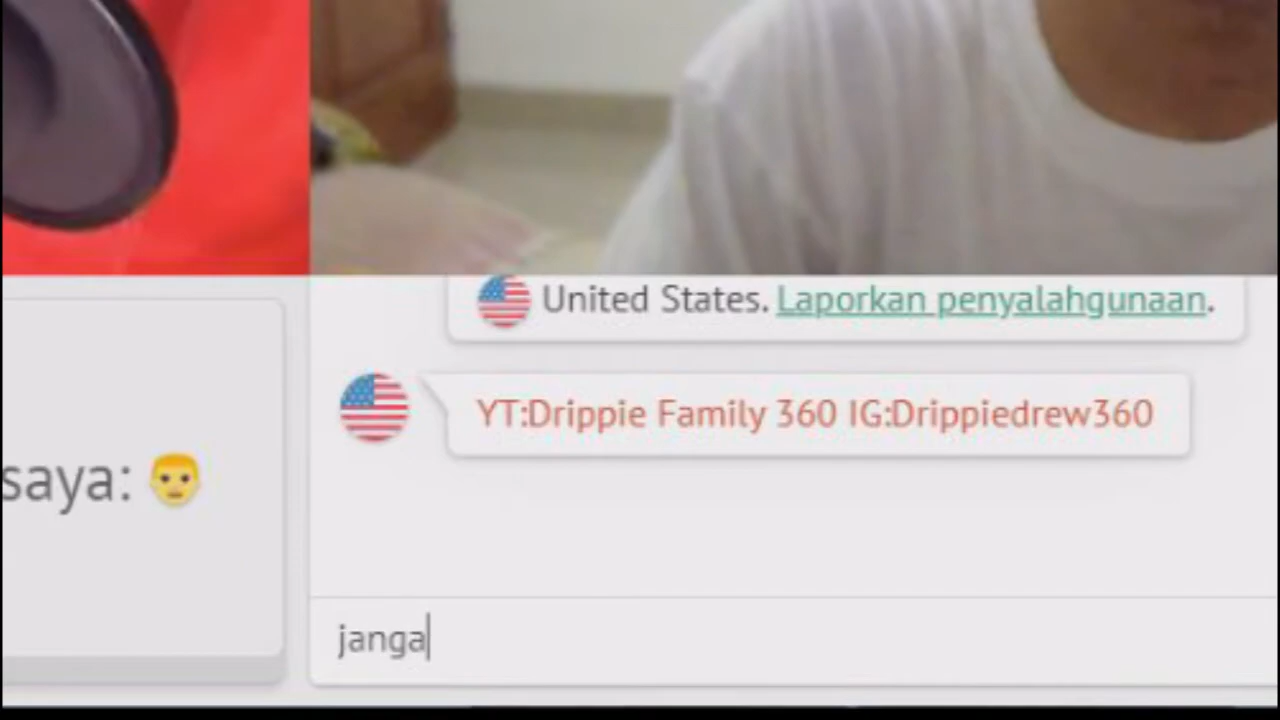 United States. Laporkan penyalahgunaan.
YT:Drippie Family 360 IG:Drippiedrew360
saya:
janga